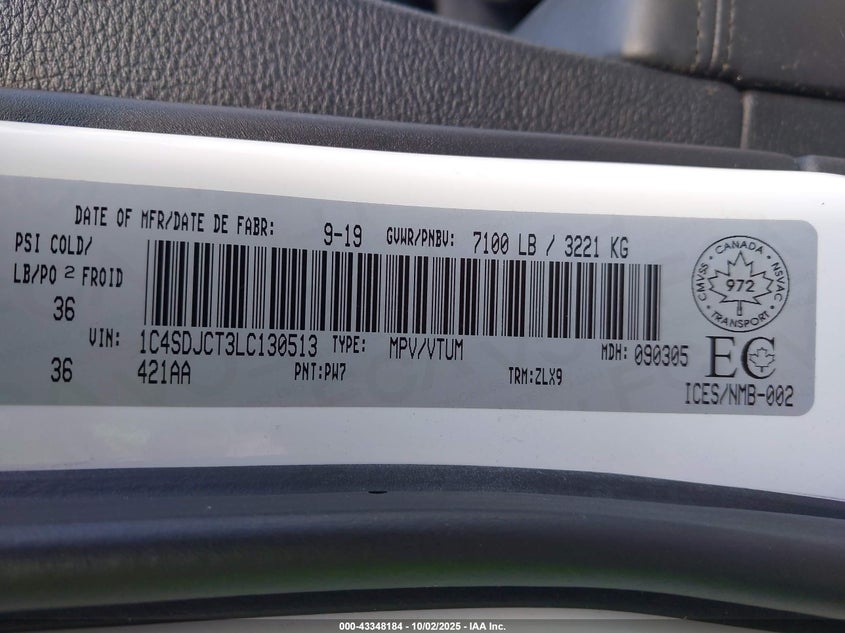 DATE OF MFR/DATE DE FABR: 9-19 GVWR/PNBV: 7100 LB / 3221 KG
PSI COLD/
LB/PO 2 FROID
36
VIN: 1C4SDJCT3LC130513 TYPE: MPV/VTUM MDH: 090305
36 421AA PNT:PW7 TRM:ZLX9
CANADA
CMVSS NSVAC
972
TRANSPORT
EC
ICES/NMB-002
000-43348184 - 10/02/2025 - IAA Inc.